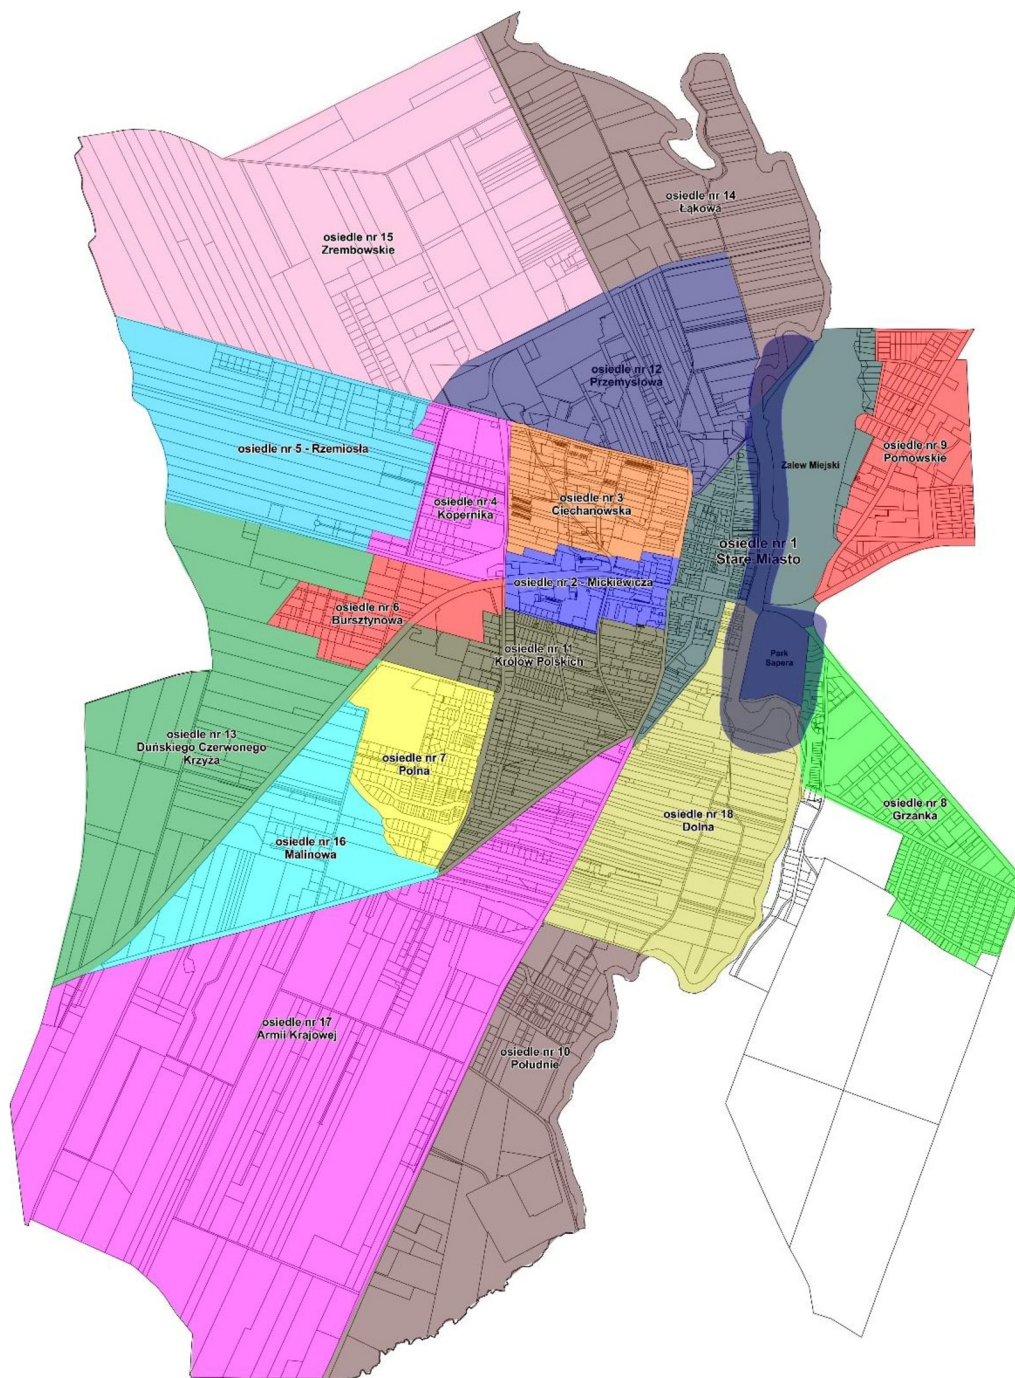 osiedle nr 14
Łąkowa
osiedle nr 15
Zrembowskie
osiedle nr 12
Przemysłowa
osiedle nr 5 - Rzemiosła
osiedle nr 9
Pomowskie
Zalew Miejski
osiedle nr 4
Kopernika
osiedle nr 3
Ciechanowska
osiedle nr 1
Stare Miasto
osiedle nr 2 - Mickiewicza
osiedle nr 6
Bursztynowa
osiedle nr 11
Królów Polskich
Park
Sapera
osiedle nr 13
Duńskiego Czerwonego
Krzyża
osiedle nr 7
Polna
osiedle nr 8
Grzanka
osiedle nr 18
Dolna
osiedle nr 16
Malinowa
osiedle nr 17
Armii Krajowej
osiedle nr 10
Południe